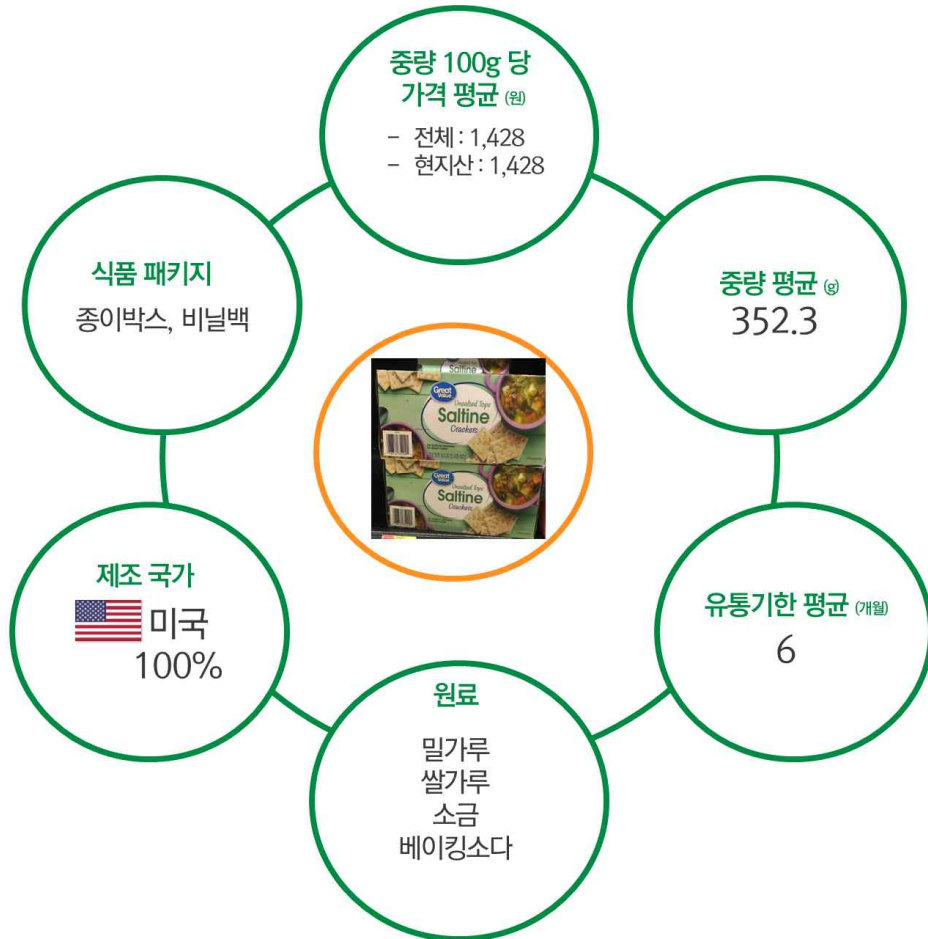 중량 100g 당
가격 평균 (원)
- 전체 : 1,428
- 현지산 : 1,428
식품 패키지
종이박스, 비닐백
중량 평균 (g)
352.3
Saltine
Great Value
Unsalted Tops
Saltine
Crackers
Great Value
Unsalted Tops
Saltine
Crackers
제조 국가
미국
100%
유통기한 평균 (개월)
6
원료
밀가루
쌀가루
소금
베이킹소다